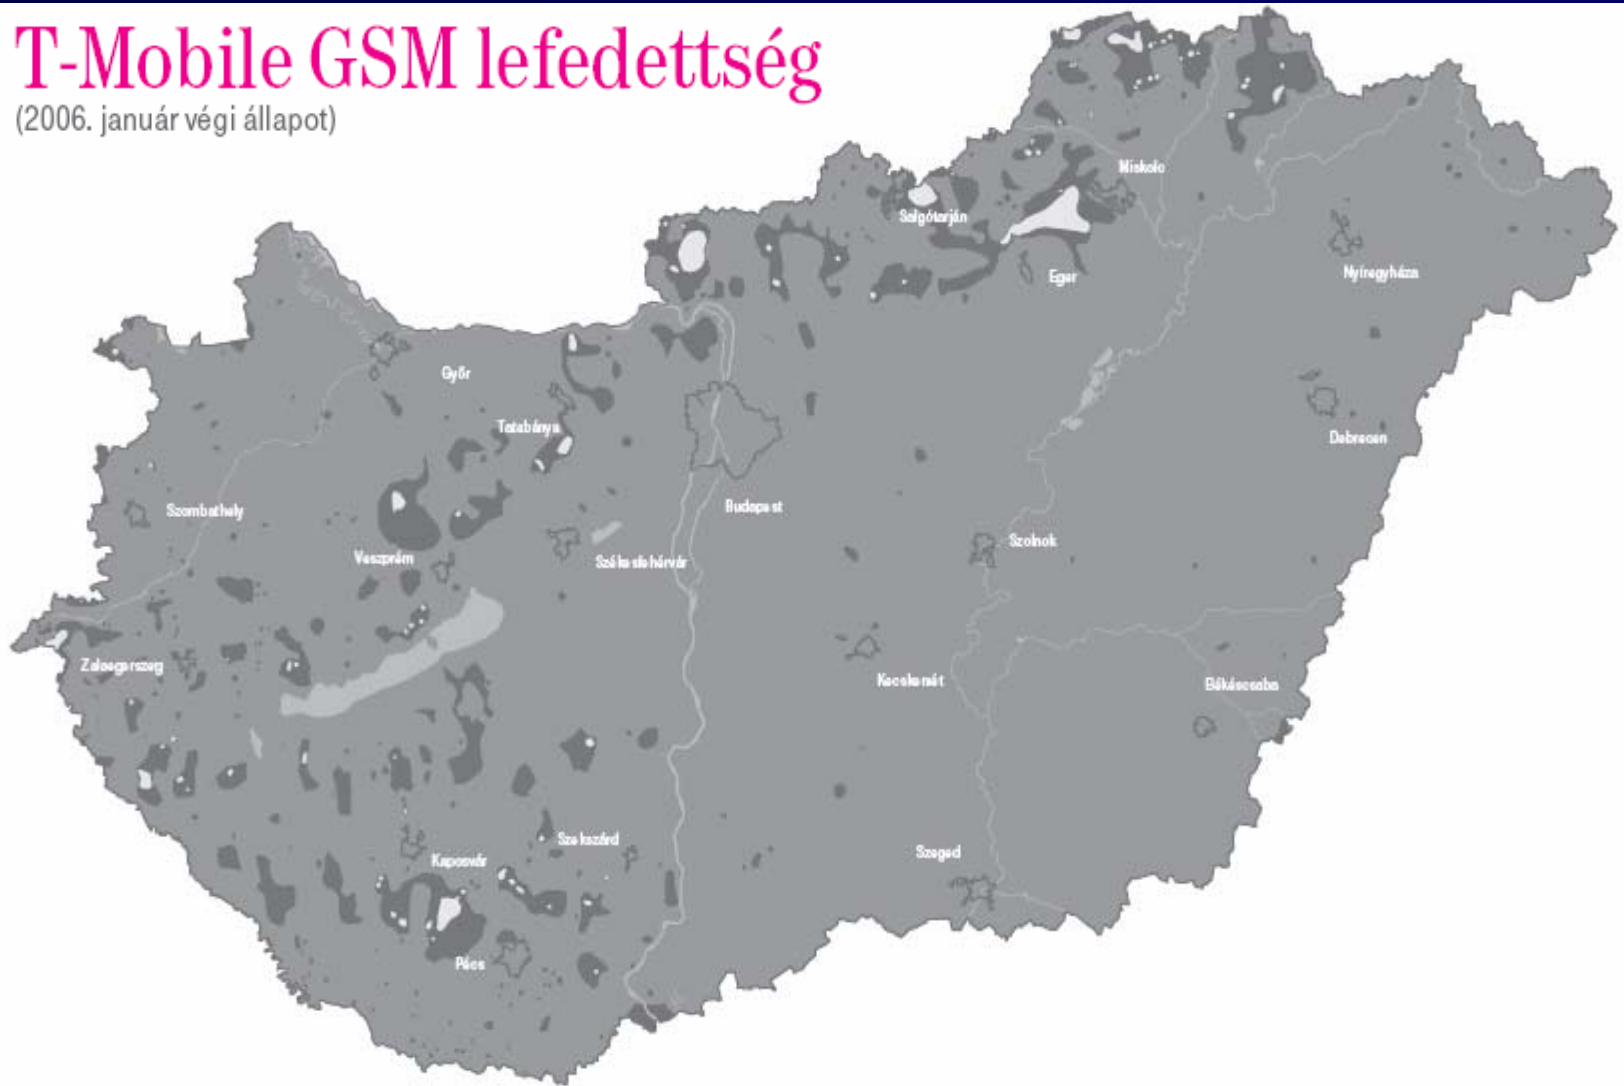 T-Mobile GSM lefedettség
(2006. január végi állapot)
Miskolc
Salgótarján
Nyíregyháza
Eger
Győr
Tatabánya
Debrecen
Szombathely
Budapest
Veszprém
Székesfehérvár
Szolnok
Zalaegerszeg
Kecskemét
Békéscsaba
Szekszárd
Kaposvár
Szeged
Pécs